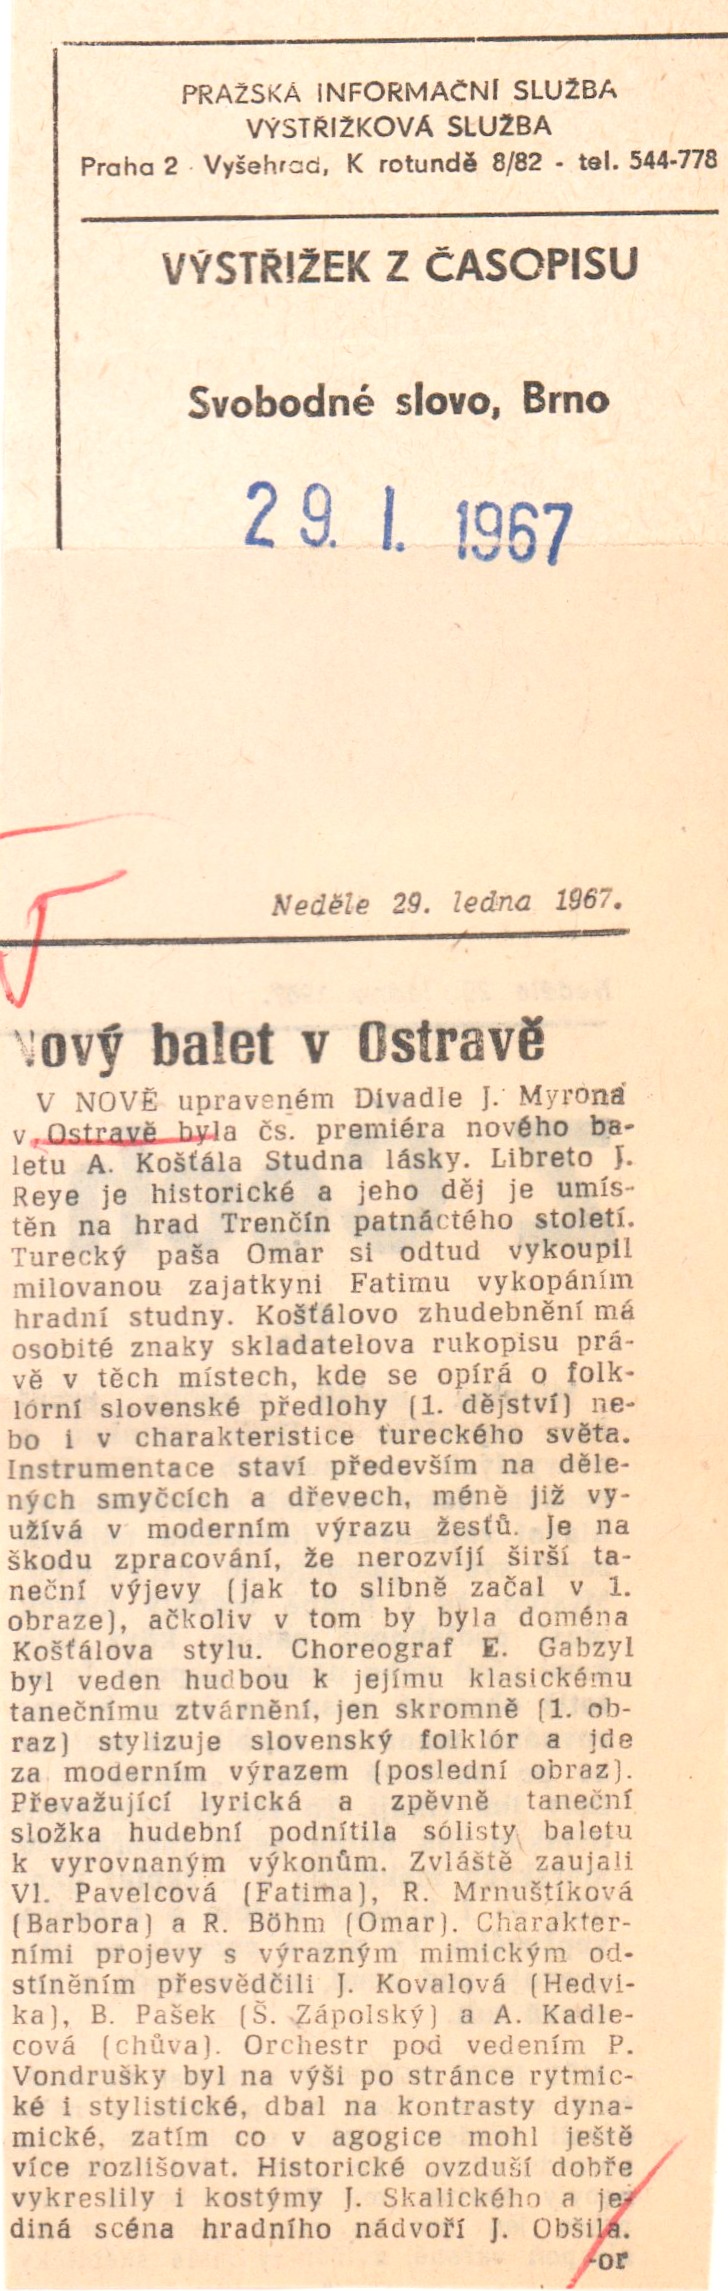 PRAŽSKÁ INFORMAČNÍ SLUŽBA
VÝSTŘIŽKOVÁ SLUŽBA
Praha 2 - Vyšehrad, K rotundě 8/82 - tel. 544-778
VÝSTŘIŽEK Z ČASOPISU
Svobodné slovo, Brno
29. I. 1967
Neděle 29. ledna 1967.
Nový balet v Ostravě
V NOVĚ upraveném Divadle J. Myrona
v Ostravě byla čs. premiéra nového ba-
letu A. Košťála Studna lásky. Libreto J.
Reye je historické a jeho děj je umís-
těn na hrad Trenčín patnáctého století.
Turecký paša Omar si odtud vykoupil
milovanou zajatkyni Fatimu vykopáním
hradní studny. Košťálovo zhudebnění má
osobité znaky skladatelova rukopisu prá-
vě v těch místech, kde se opírá o folk-
lórní slovenské předlohy (1. dějství) ne-
bo i v charakteristice tureckého světa.
Instrumentace staví především na děle-
ných smyčcích a dřevech, méně již vy-
užívá v moderním výrazu žesťů. Je na
škodu zpracování, že nerozvíjí širší ta-
neční výjevy (jak to slibně začal v 1.
obraze), ačkoliv v tom by byla doména
Košťálova stylu. Choreograf E. Gabzyl
byl veden hudbou k jejímu klasickému
tanečnímu ztvárnění, jen skromně (1. ob-
raz) stylizuje slovenský folklór a jde
za moderním výrazem (poslední obraz).
Převažující lyrická a zpěvně taneční
složka hudební podnítila sólisty baletu
k vyrovnaným výkonům. Zvláště zaujali
Vl. Pavelcová (Fatima), R. Mrnuštíková
(Barbora) a R. Böhm (Omar). Charakter-
ními projevy s výrazným mimickým od-
stíněním přesvědčili J. Kovalová (Hedvi-
ka), B. Pašek (Š. Zápolský) a A. Kadle-
cová (chůva). Orchestr pod vedením P.
Vondrušky byl na výši po stránce rytmic-
ké i stylistické, dbal na kontrasty dyna-
mické, zatím co v agogice mohl ještě
více rozlišovat. Historické ovzduší dobře
vykreslily i kostýmy J. Skalického a je-
diná scéna hradního nádvoří J. Obšila.
-or